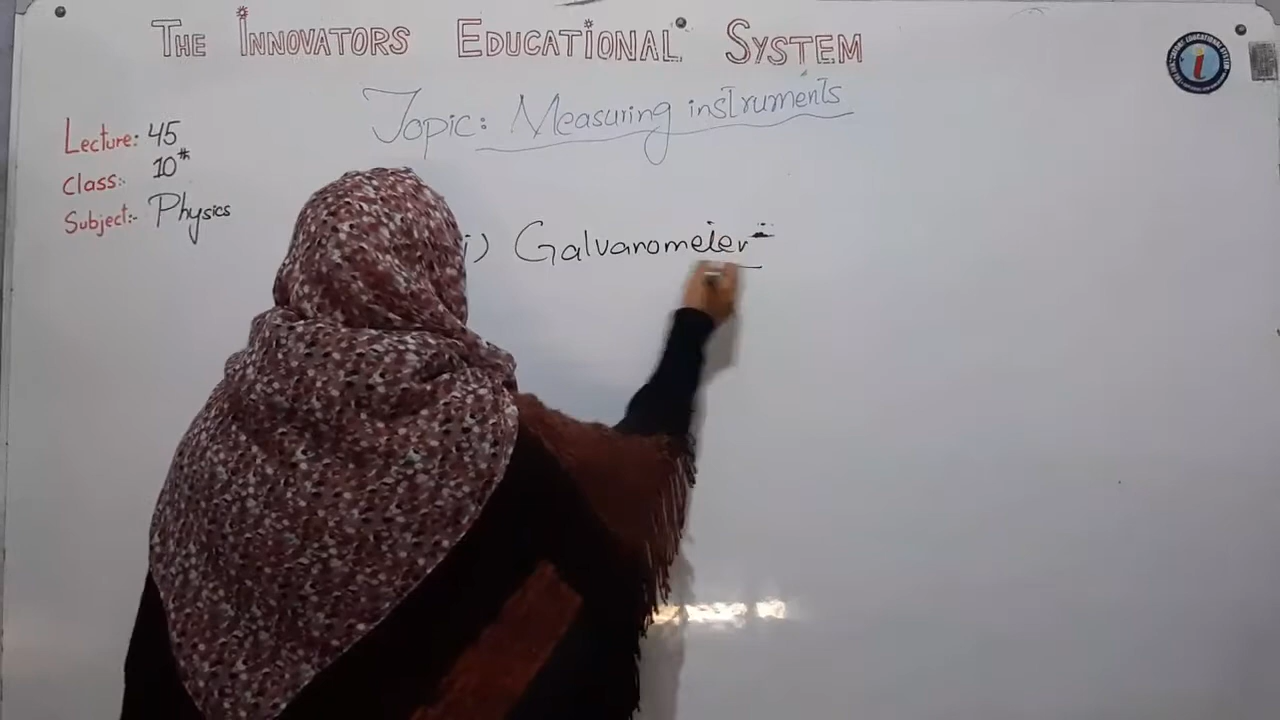 THE INNOVATORS EDUCATIONAL SYSTEM
Topic: Measuring instruments
Lecture: 45
Class:- 10th
Subject:- Physics
i) Galvanometer